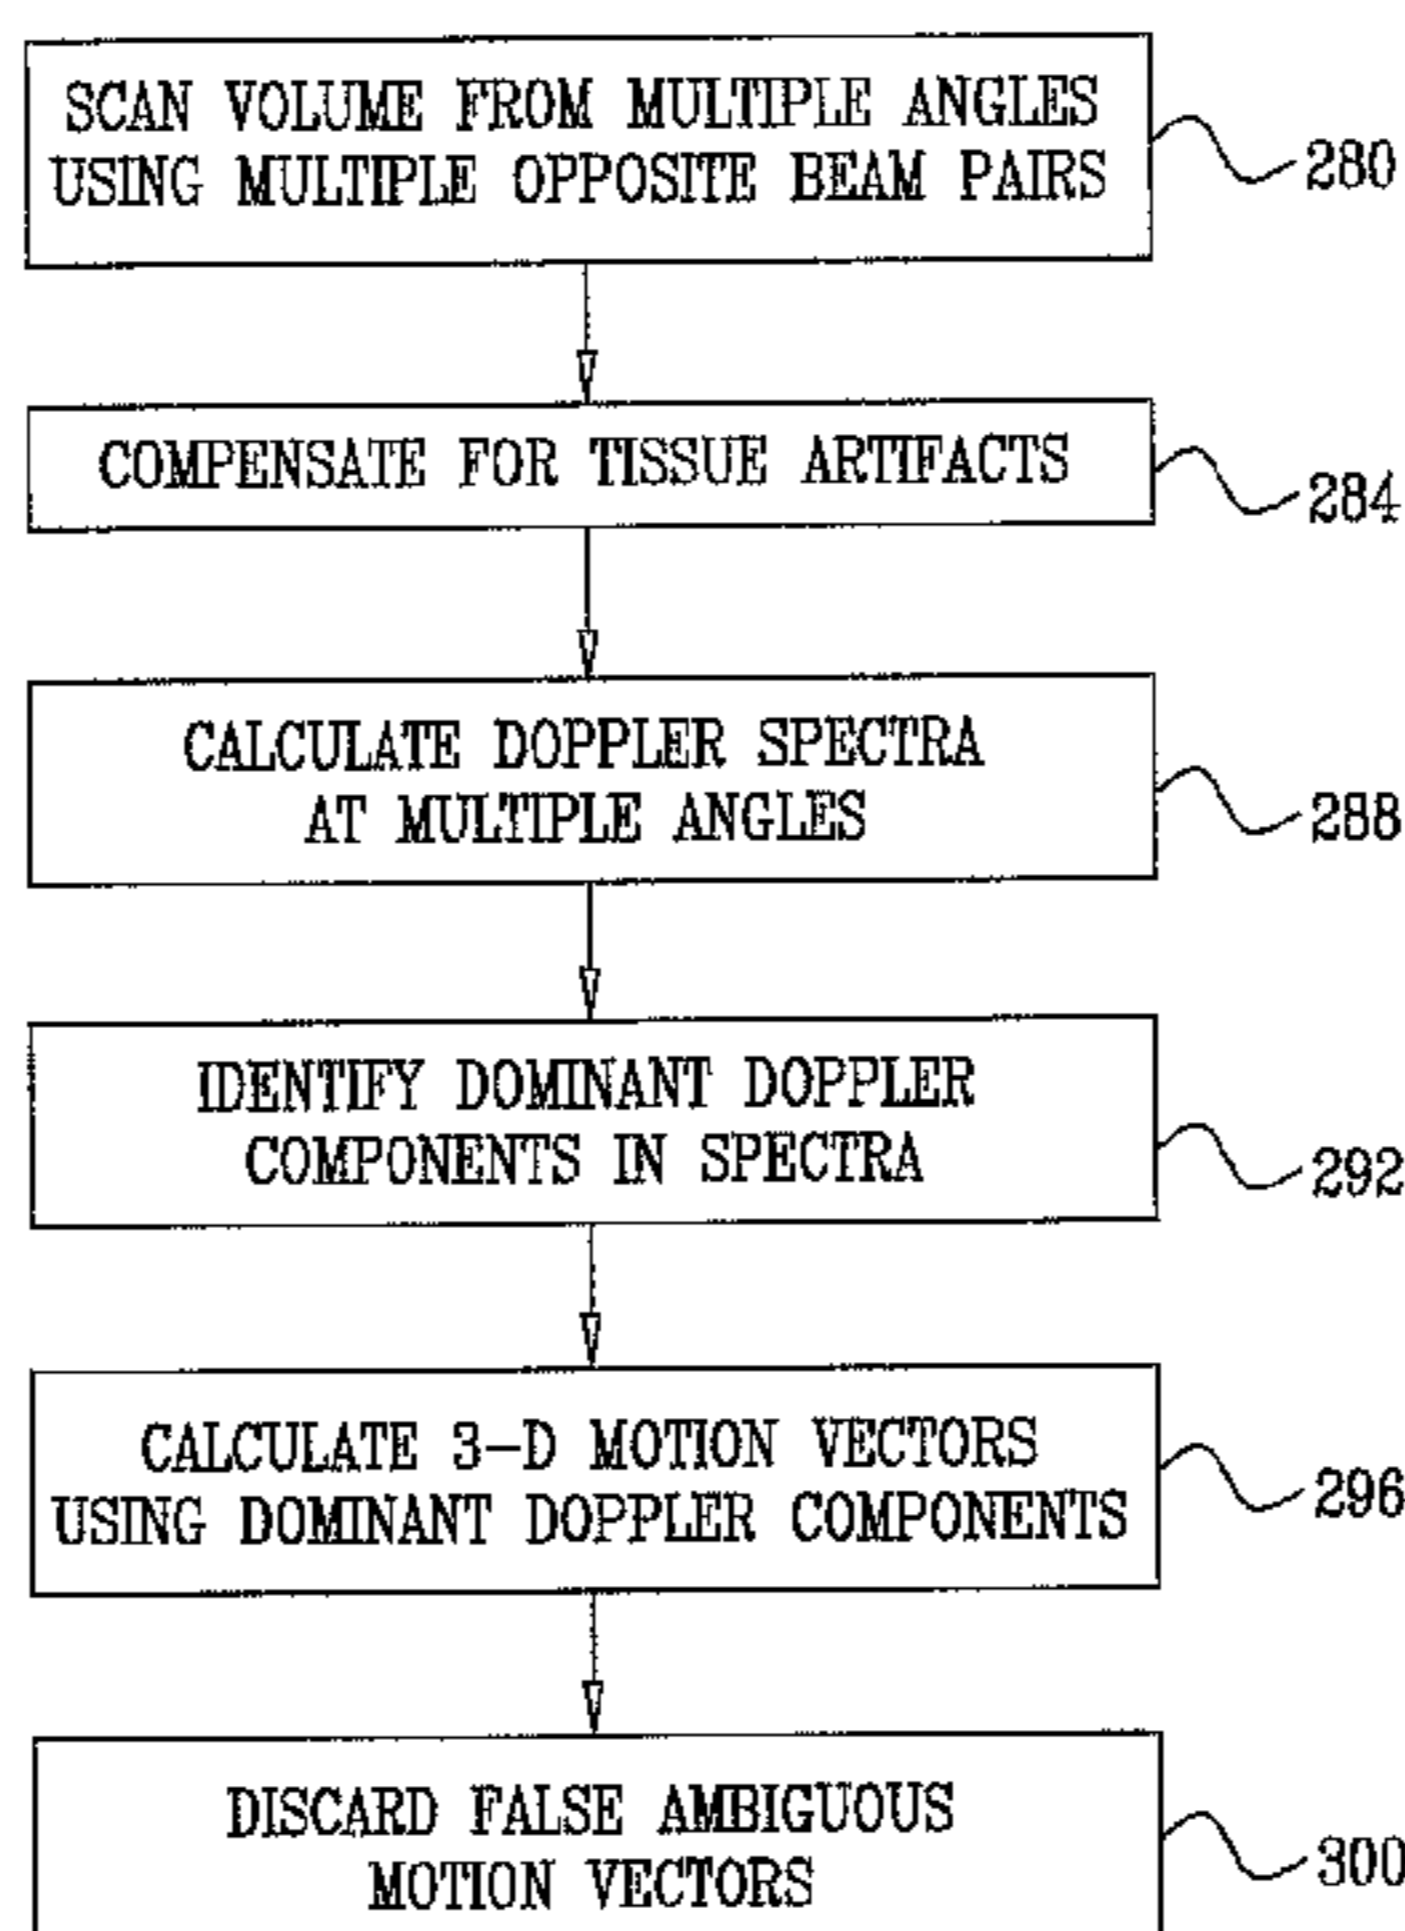 SCAN VOLUME FROM MULTIPLE ANGLES
USING MULTIPLE OPPOSITE BEAM PAIRS
280
COMPENSATE FOR TISSUE ARTIFACTS
284
CALCULATE DOPPLER SPECTRA
AT MULTIPLE ANGLES
288
IDENTIFY DOMINANT DOPPLER
COMPONENTS IN SPECTRA
292
CALCULATE 3-D MOTION VECTORS
USING DOMINANT DOPPLER COMPONENTS
296
DISCARD FALSE AMBIGUOUS
MOTION VECTORS
300